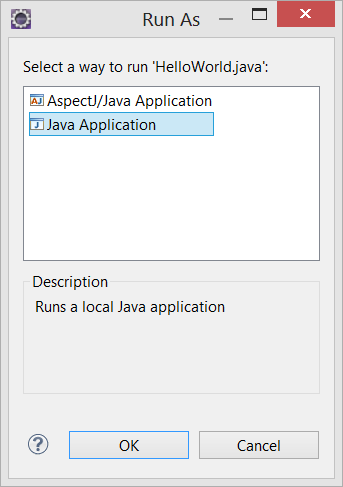 Run As
Select a way to run 'HelloWorld.java':
AJ AspectJ/Java Application
J Java Application
Description
Runs a local Java application
? OK Cancel